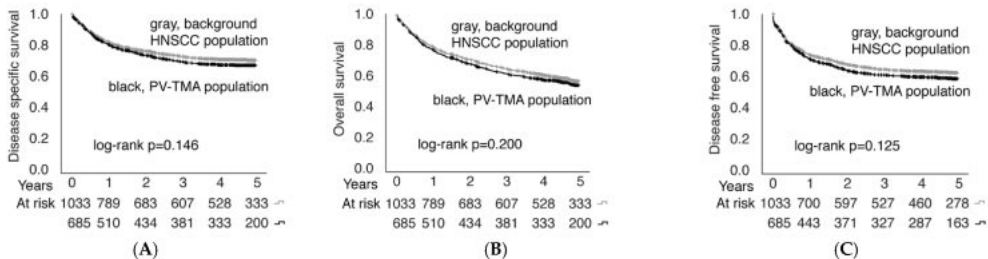 Disease specific survival
1.0
0.8
0.6
0.4
0.2
0.0
gray, background
HNSCC population
black, PV-TMA population
log-rank p=0.146
Years 0 1 2 3 4 5
At risk 1033 789 683 607 528 333
685 510 434 381 333 200
(A)
Overall survival
1.0
0.8
0.6
0.4
0.2
0.0
gray, background
HNSCC population
black, PV-TMA population
log-rank p=0.200
Years 0 1 2 3 4 5
At risk 1033 789 683 607 528 333
685 510 434 381 333 200
(B)
Disease free survival
1.0
0.8
0.6
0.4
0.2
0.0
gray, background
HNSCC population
black, PV-TMA population
log-rank p=0.125
Years 0 1 2 3 4 5
At risk 1033 700 597 527 460 278
685 443 371 327 287 163
(C)